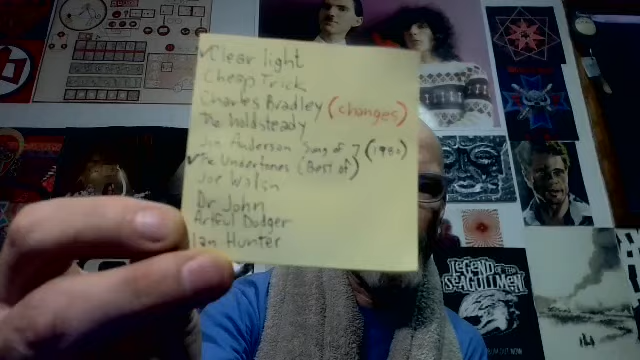 ✓Clear light
Cheap Trick
Charles Bradley (changes)
The Holdsteady
Jon Anderson Song of 7 (1980)
✓The Undertones (Best of)
Joe Walsh
Dr John
Artful Dodger
Ian Hunter
LEGEND OF THE
SEAGULLMEN